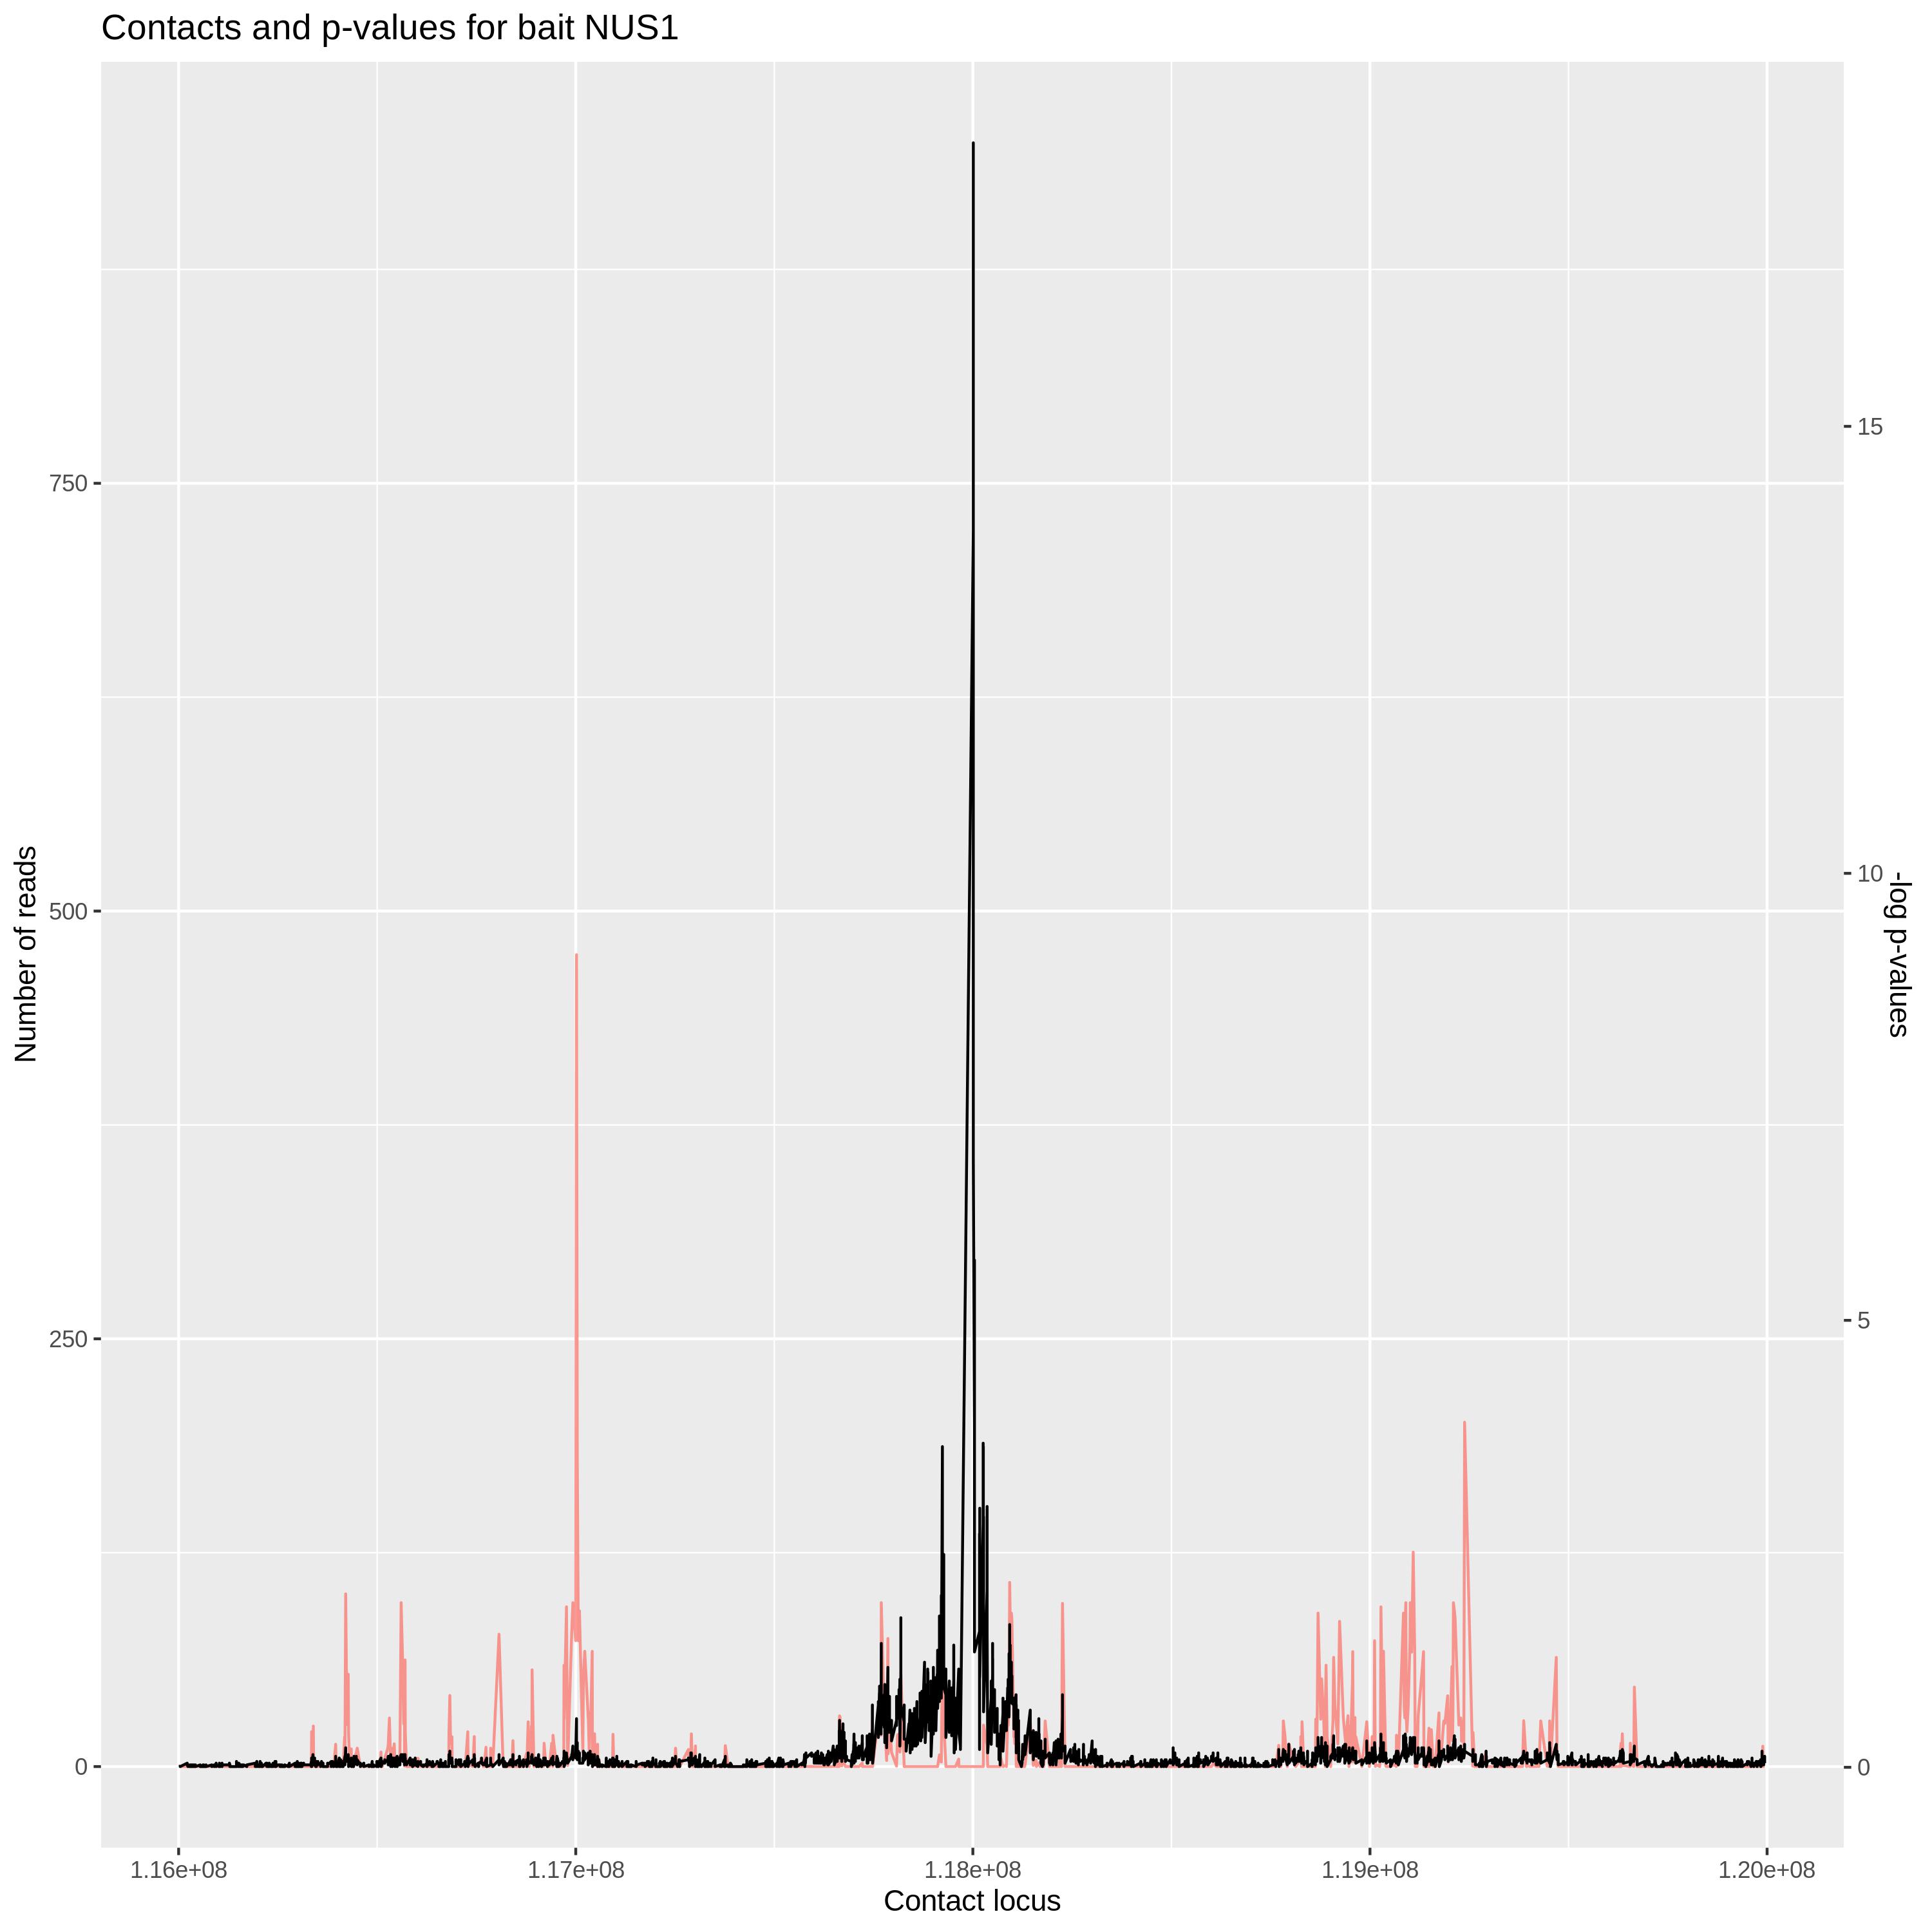 Contacts and p-values for bait NUS1
Number of reads
750
500
250
0
15
10
5
0
-log p-values
1.16e+08
1.17e+08
1.18e+08
1.19e+08
1.20e+08
Contact locus